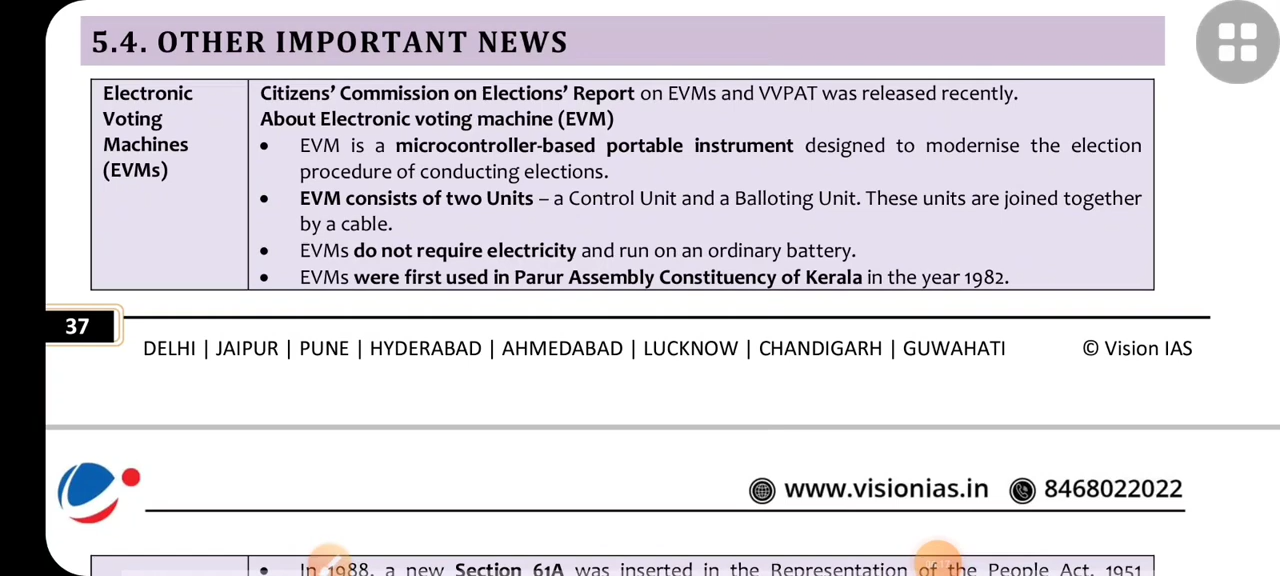 5.4. OTHER IMPORTANT NEWS
Electronic Voting Machines (EVMs)
Citizens’ Commission on Elections’ Report on EVMs and VVPAT was released recently.
About Electronic voting machine (EVM)
• EVM is a microcontroller-based portable instrument designed to modernise the election
procedure of conducting elections.
• EVM consists of two Units – a Control Unit and a Balloting Unit. These units are joined together
by a cable.
• EVMs do not require electricity and run on an ordinary battery.
• EVMs were first used in Parur Assembly Constituency of Kerala in the year 1982.
37
DELHI | JAIPUR | PUNE | HYDERABAD | AHMEDABAD | LUCKNOW | CHANDIGARH | GUWAHATI © Vision IAS
www.visionias.in 8468022022
• In 1988, a new Section 61A was inserted in the Representation of the People Act, 1951